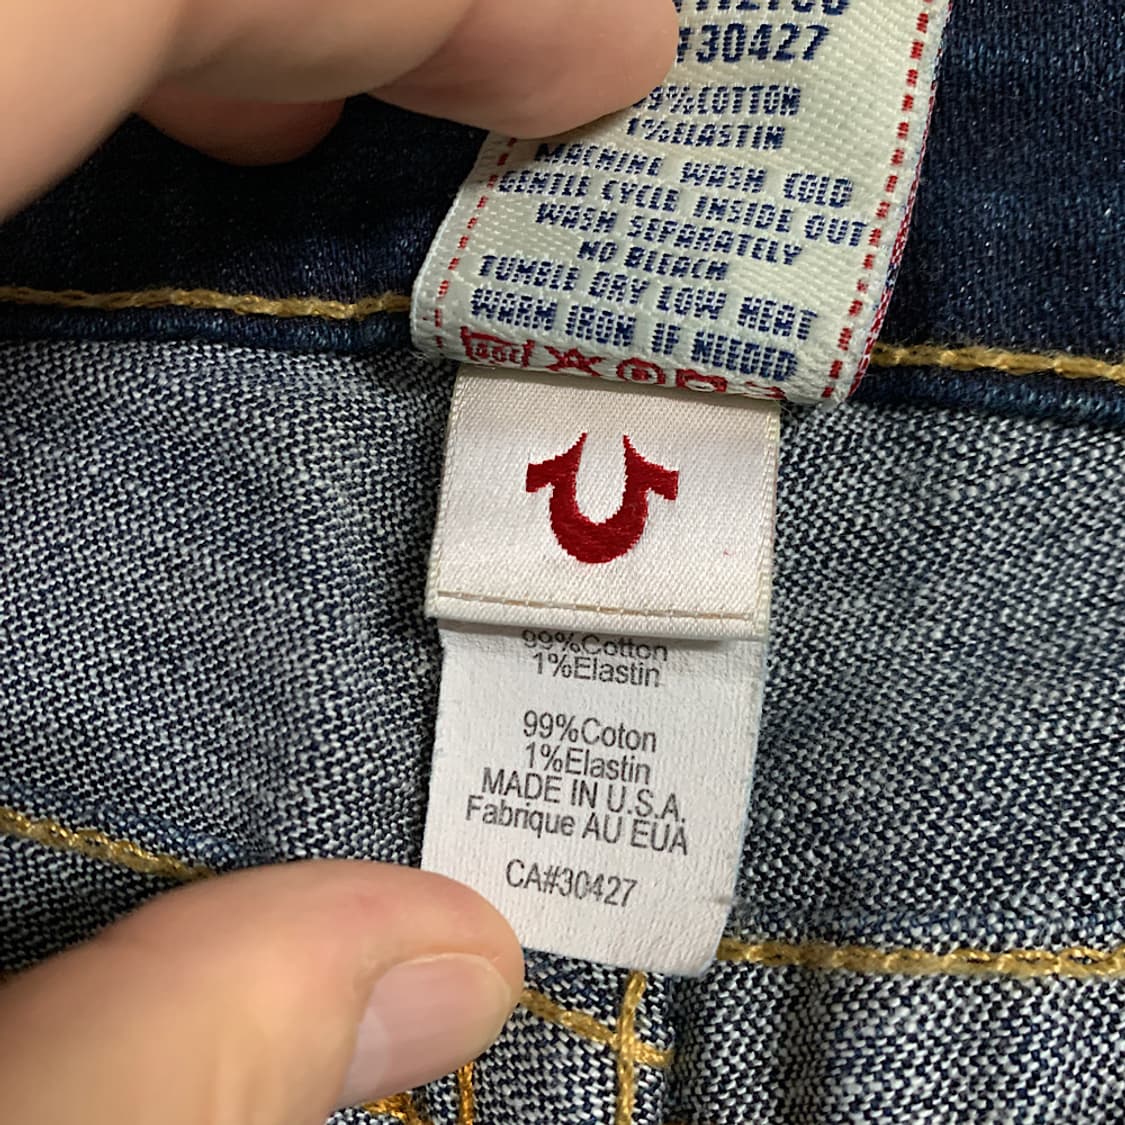 #30427
99%COTTON
1%ELASTIN
MACHINE WASH COLD
GENTLE CYCLE INSIDE OUT
WASH SEPARATELY
NO BLEACH
TUMBLE DRY LOW HEAT
WARM IRON IF NEEDED
99%Cotton
1%Elastin
99%Coton
1%Elastin
MADE IN U.S.A.
Fabrique AU EUA
CA#30427